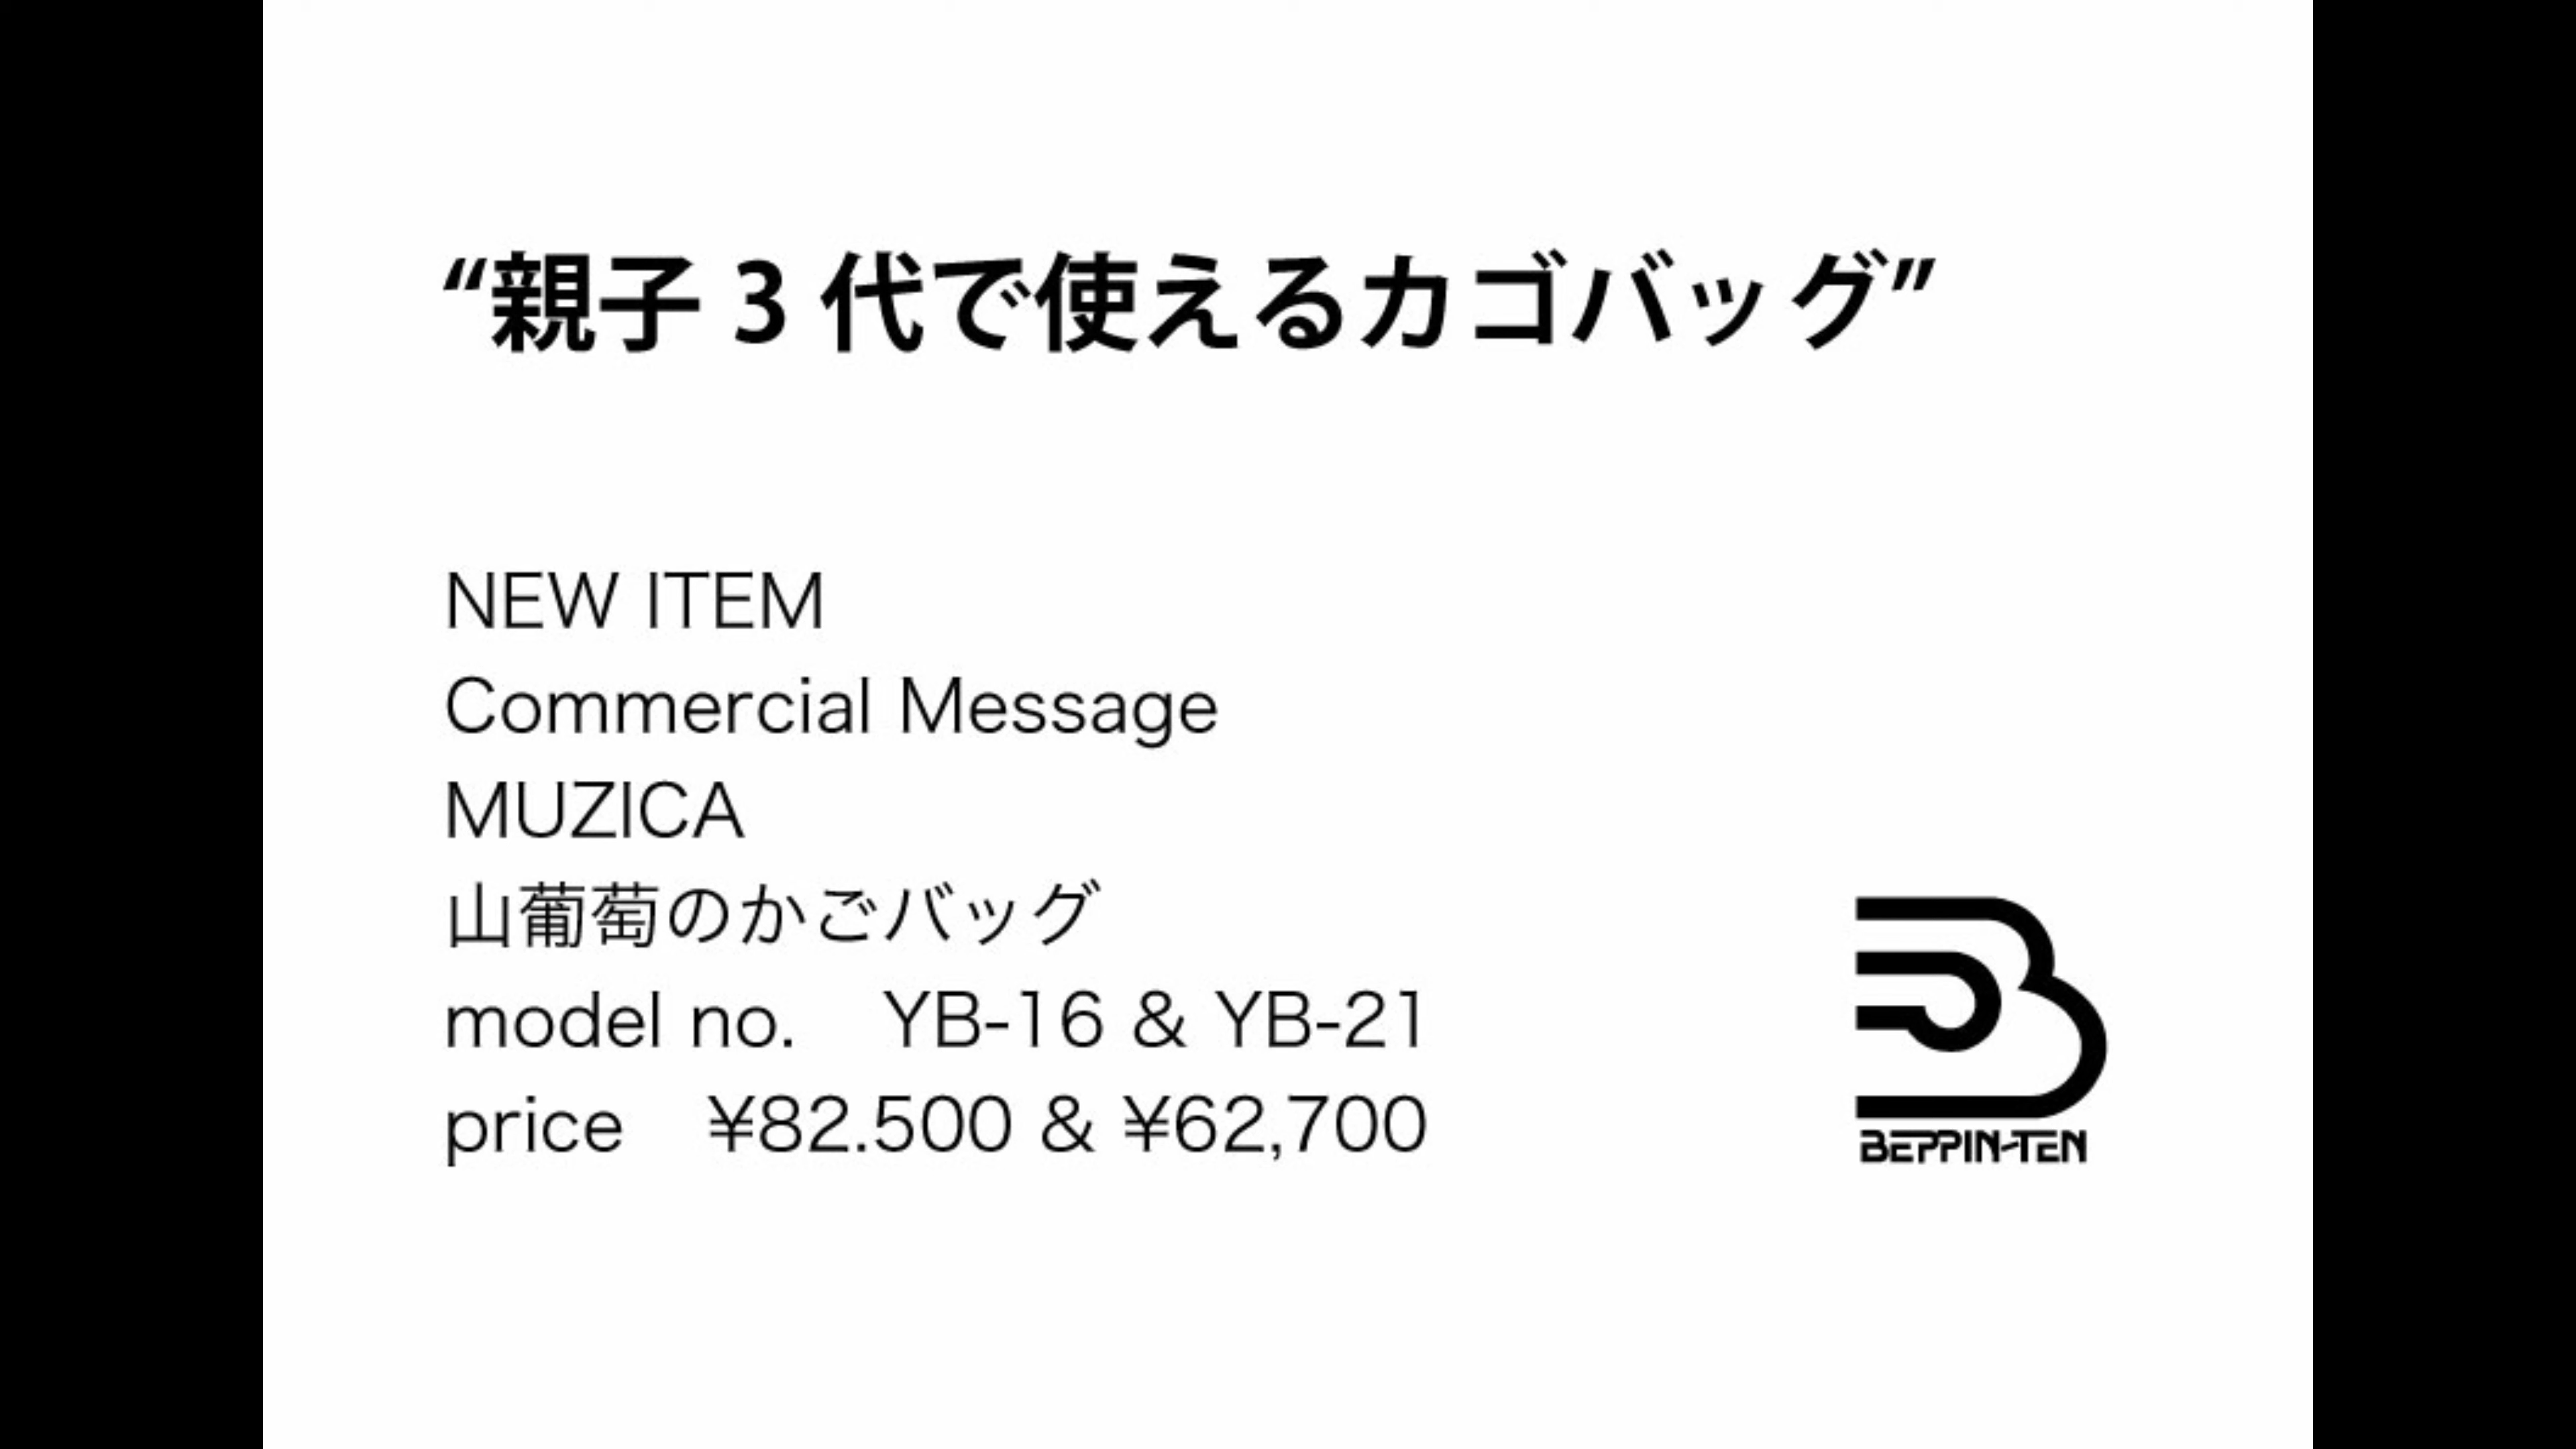 “親子 3 代で使えるカゴバッグ”
NEW ITEM
Commercial Message
MUZICA
山葡萄のかごバッグ
model no.　YB-16 & YB-21
price　¥82.500 & ¥62,700
BEPPIN-TEN